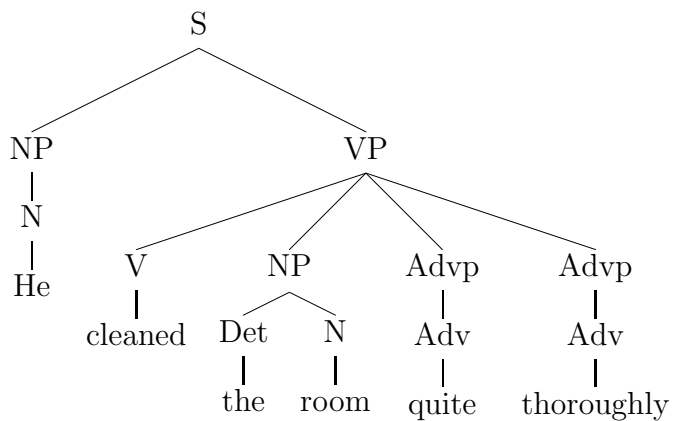 S
NP VP
N
V NP Advp Advp
He
cleaned Det N Adv Adv
the room quite thoroughly